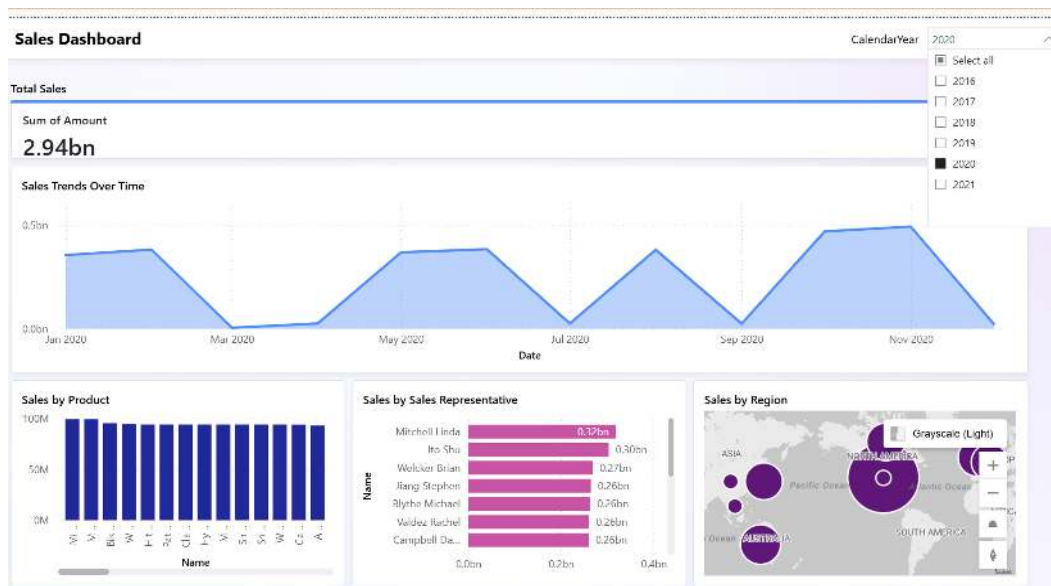 Sales Dashboard
CalendarYear
2020
Select all
2016
2017
2018
2019
2020
2021
Total Sales
Sum of Amount
2.94bn
Sales Trends Over Time
0.5bn
0.0bn
Jan 2020
Mar 2020
May 2020
Jul 2020
Sep 2020
Nov 2020
Date
Sales by Product
100M
50M
0M
Name
Sales by Sales Representative
Name
Mitchell Linda
0.32bn
Ito Shu
0.30bn
Welcker Brian
0.27bn
Jiang Stephen
0.26bn
Blythe Michael
0.26bn
Valdez Rachel
0.26bn
Campbell Da...
0.26bn
0.0bn
0.2bn
0.4bn
Sales by Region
Grayscale (Light)
ASIA
NORTH AMERICA
Pacific Ocean
Atlantic Ocean
SOUTH AMERICA
AUSTRALIA
Ocean